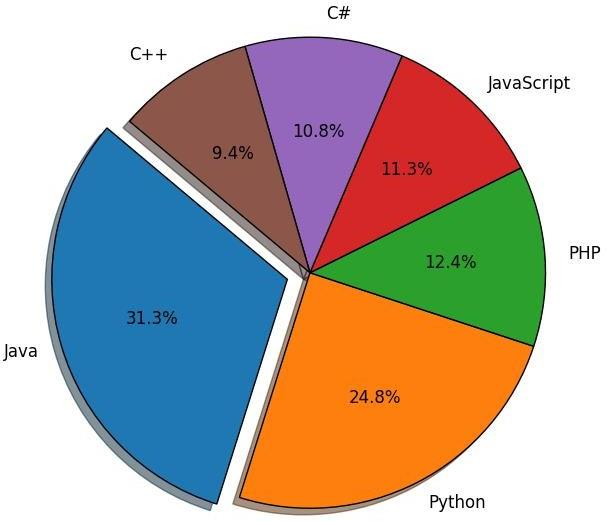 C#
C++
JavaScript
10.8%
9.4%
11.3%
PHP
12.4%
31.3%
Java
24.8%
Python